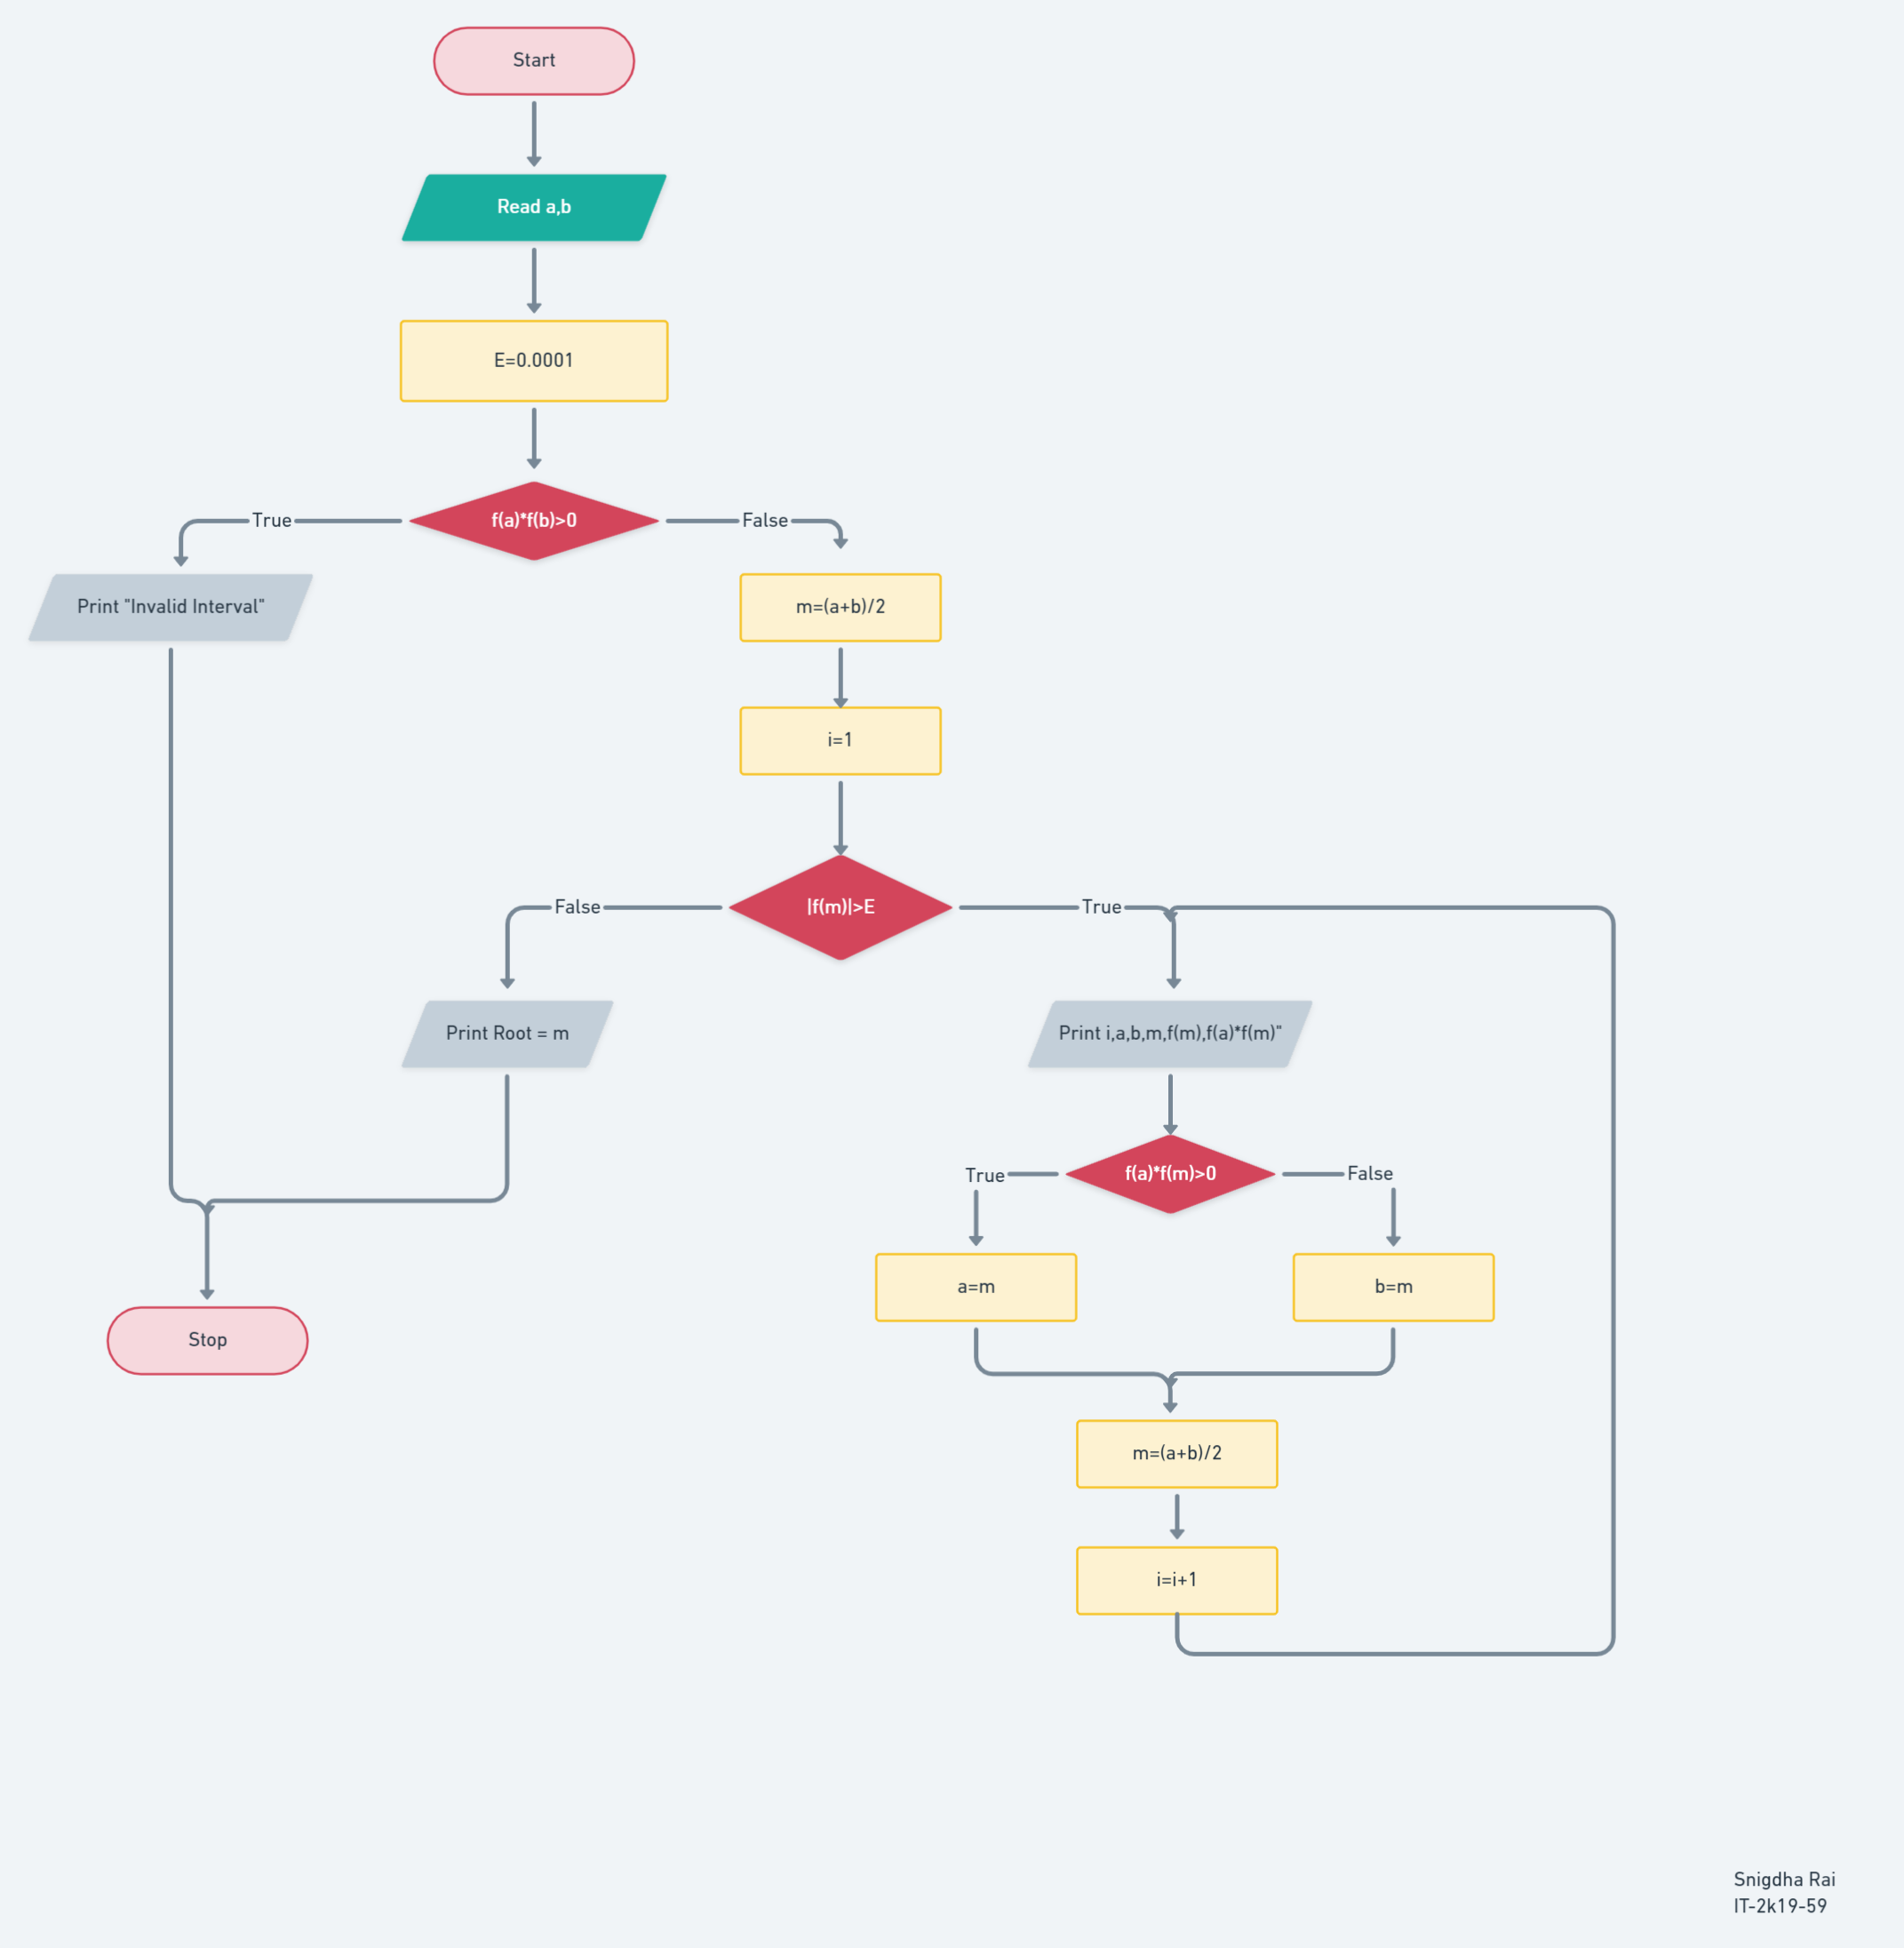 Start
Read a,b
E=0.0001
f(a)*f(b)>0
True
False
Print "Invalid Interval"
m=(a+b)/2
i=1
|f(m)|>E
False
True
Print Root = m
Print i,a,b,m,f(m),f(a)*f(m)"
f(a)*f(m)>0
True
False
a=m
b=m
Stop
m=(a+b)/2
i=i+1
Snigdha Rai
IT-2k19-59